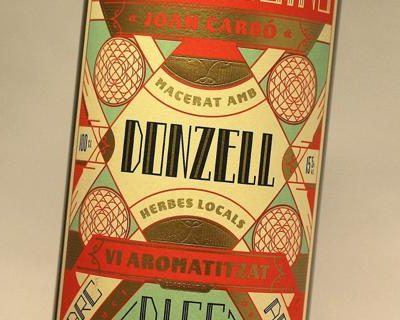 « JOAN CARBÓ »
MACERAT AMB
100 cl
DONZELL
15%
HERBES LOCALS
VI AROMATITZAT